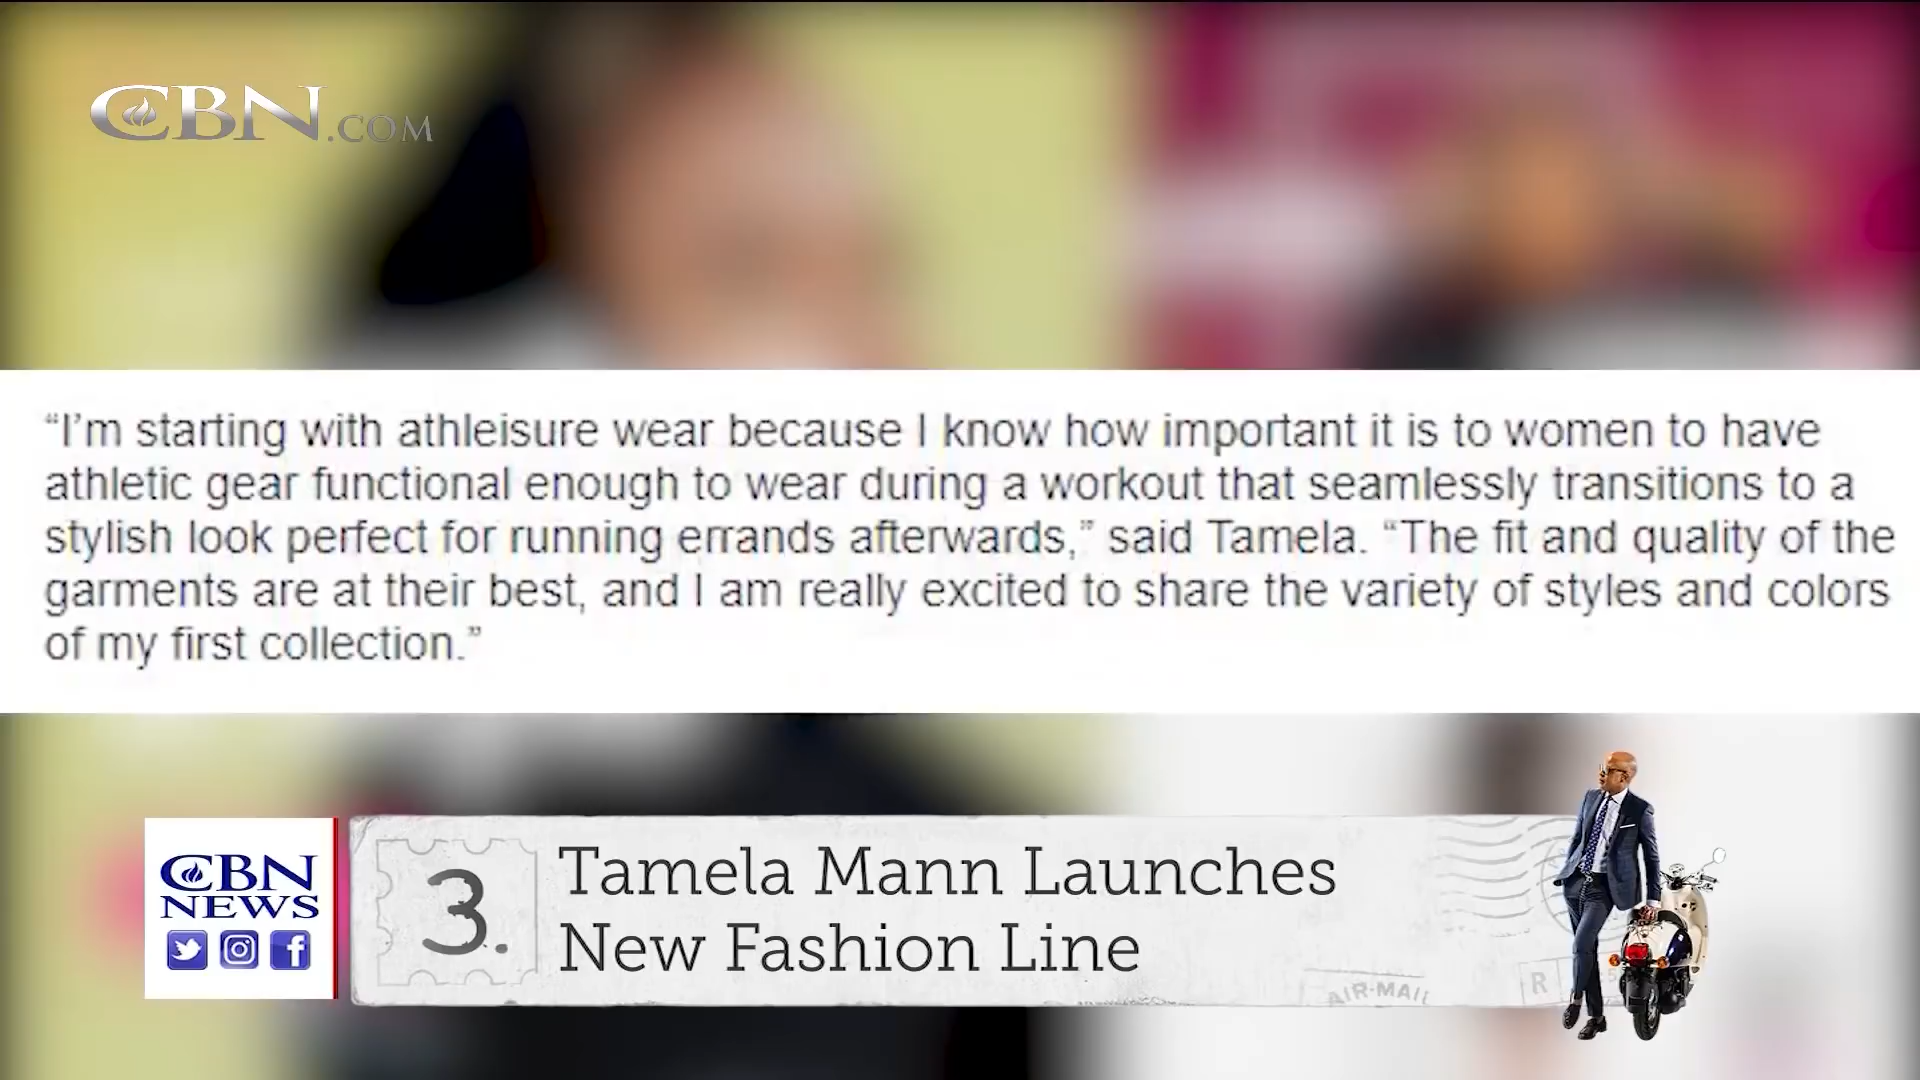 CBN.COM
“I’m starting with athleisure wear because I know how important it is to women to have
athletic gear functional enough to wear during a workout that seamlessly transitions to a
stylish look perfect for running errands afterwards,” said Tamela. “The fit and quality of the
garments are at their best, and I am really excited to share the variety of styles and colors
of my first collection.”
CBN
NEWS
3.
Tamela Mann Launches
New Fashion Line
AIR-MAIL
R